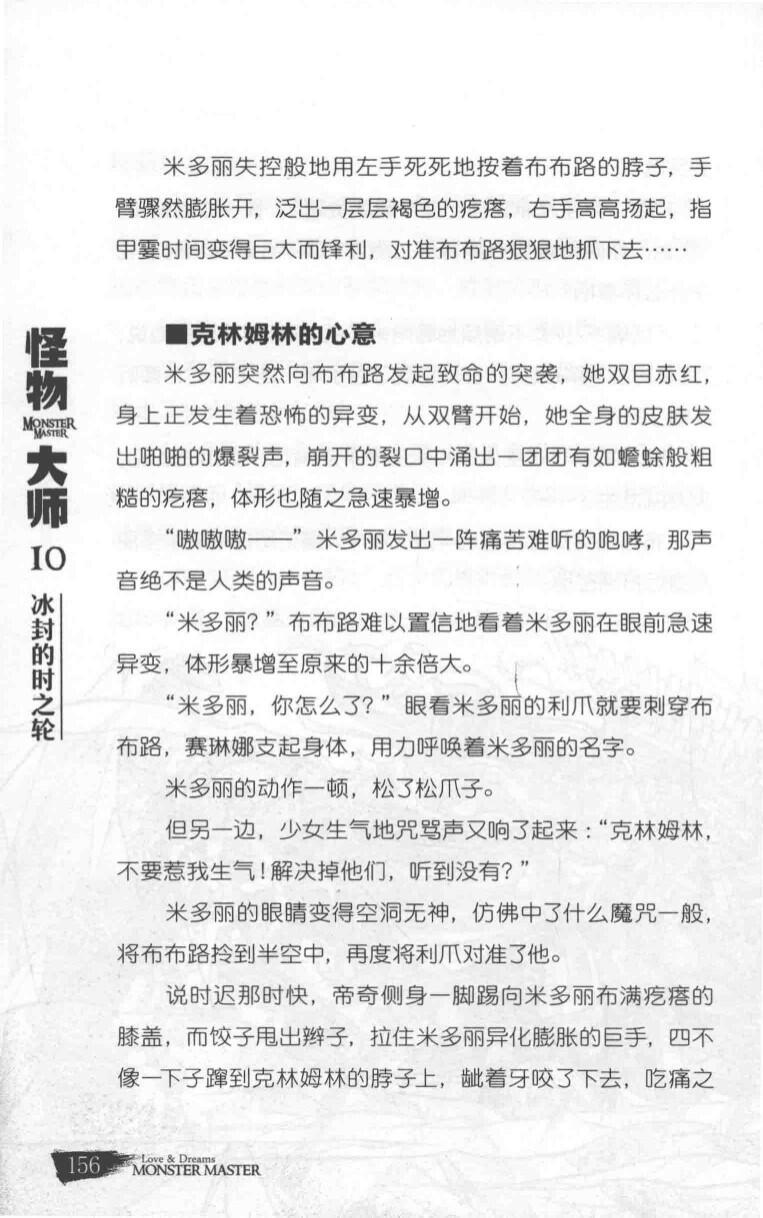 米多丽失控般地用左手死死地按着布布路的脖子，手
臂骤然膨胀开，泛出一层层褐色的疙瘩，右手高高扬起，指
甲霎时间变得巨大而锋利，对准布布路狠狠地抓下去……
■克林姆林的心意
米多丽突然向布布路发起致命的突袭，她双目赤红，
身上正发生着恐怖的异变，从双臂开始，她全身的皮肤发
出啪啪的爆裂声，崩开的裂口中涌出一团团有如蟾蜍般粗
糙的疙瘩，体形也随之急速暴增。
“嗷嗷嗷——”米多丽发出一阵痛苦难听的咆哮，那声
音绝不是人类的声音。
“米多丽？”布布路难以置信地看着米多丽在眼前急速
异变，体形暴增至原来的十余倍大。
“米多丽，你怎么了？”眼看米多丽的利爪就要刺穿布
布路，赛琳娜支起身体，用力呼唤着米多丽的名字。
米多丽的动作一顿，松了松爪子。
但另一边，少女生气地咒骂声又响了起来：“克林姆林，
不要惹我生气！解决掉他们，听到没有？”
米多丽的眼睛变得空洞无神，仿佛中了什么魔咒一般，
将布布路拎到半空中，再度将利爪对准了他。
说时迟那时快，帝奇侧身一脚踢向米多丽布满疙瘩的
膝盖，而饺子甩出辫子，拉住米多丽异化膨胀的巨手，四不
像一下子蹿到克林姆林的脖子上，龇着牙咬了下去，吃痛之
怪物
MONSTER
MASTER
大师
10
冰封的时之轮
156
Love & Dreams
MONSTER MASTER